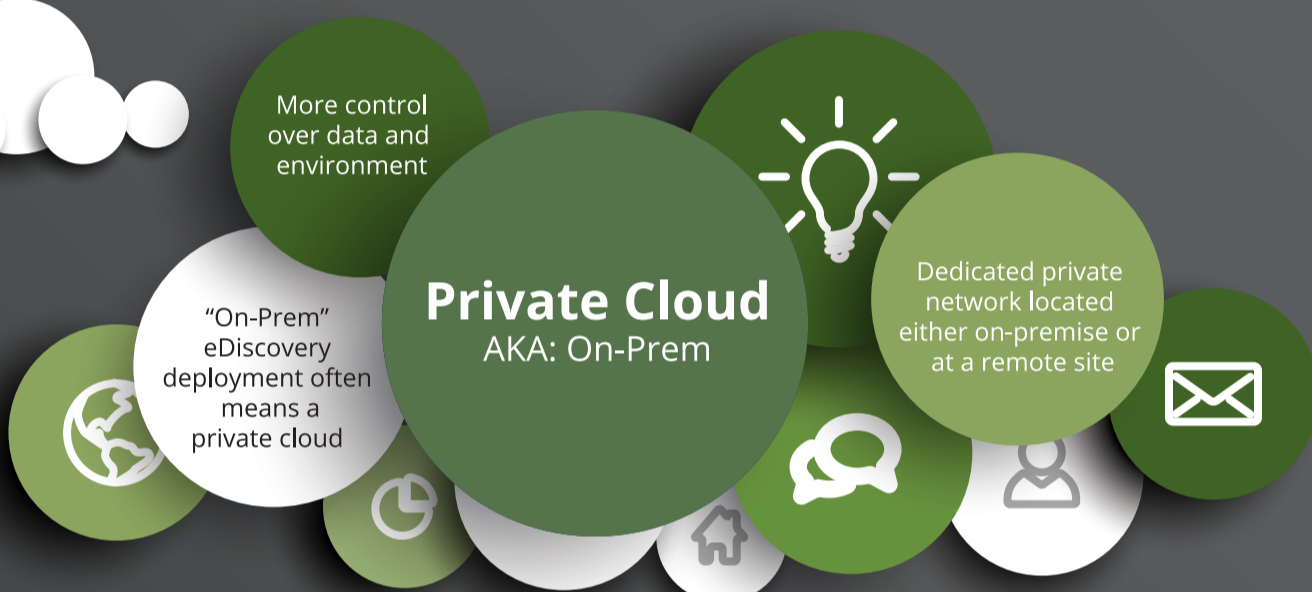 More control
over data and
environment
“On-Prem”
eDiscovery
deployment often
means a
private cloud
Private Cloud
AKA: On-Prem
Dedicated private
network located
either on-premise or
at a remote site